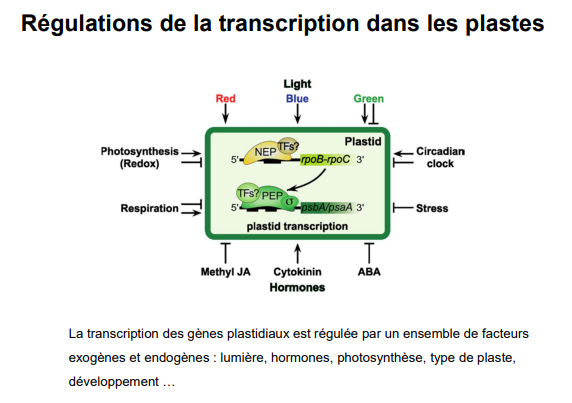 Régulations de la transcription dans les plastes
Light
Red Blue Green
Plastid
Photosynthesis
(Redox)
NEP TFs?
5' rpoB-rpoC 3'
Circadian
clock
TFs? PEP σ
Respiration
5' psbA/psaA 3'
Stress
plastid transcription
Methyl JA Cytokinin ABA
Hormones
La transcription des gènes plastidiaux est régulée par un ensemble de facteurs
exogènes et endogènes : lumière, hormones, photosynthèse, type de plaste,
développement …